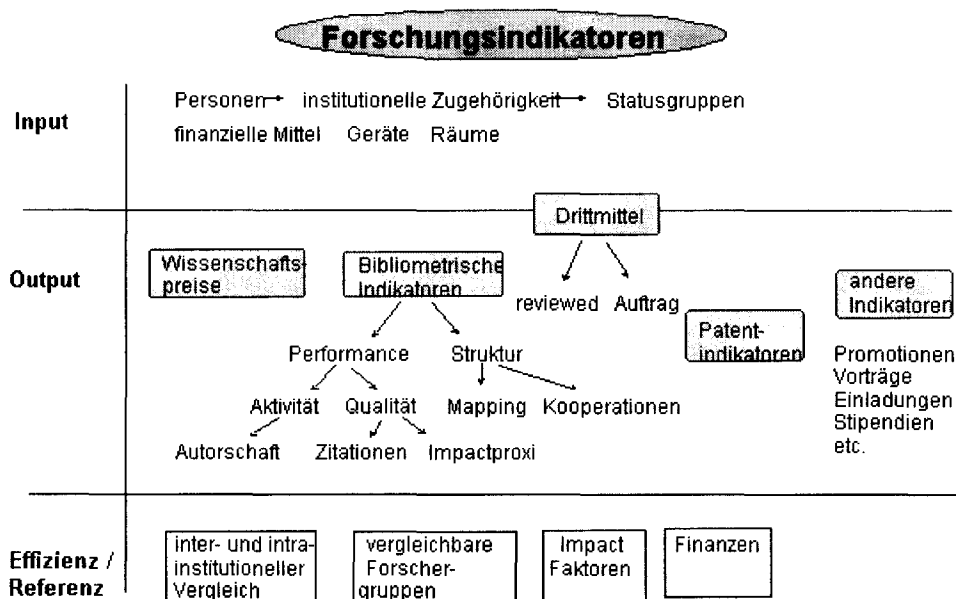 Forschungsindikatoren
Input
Personen institutionelle Zugehörigkeit Statusgruppen
finanzielle Mittel Geräte Räume
Drittmittel
Output
Wissenschafts-
preise
Bibliometrische
Indikatoren
reviewed Auftrag
Patent-
indikatoren
andere
Indikatoren
Performance Struktur
Aktivität Qualität Mapping Kooperationen
Autorschaft Zitationen Impactproxi
Promotionen
Vorträge
Einladungen
Stipendien
etc.
Effizienz /
Referenz
inter- und intra-
institutioneller
Vergleich
vergleichbare
Forscher-
gruppen
Impact
Faktoren
Finanzen